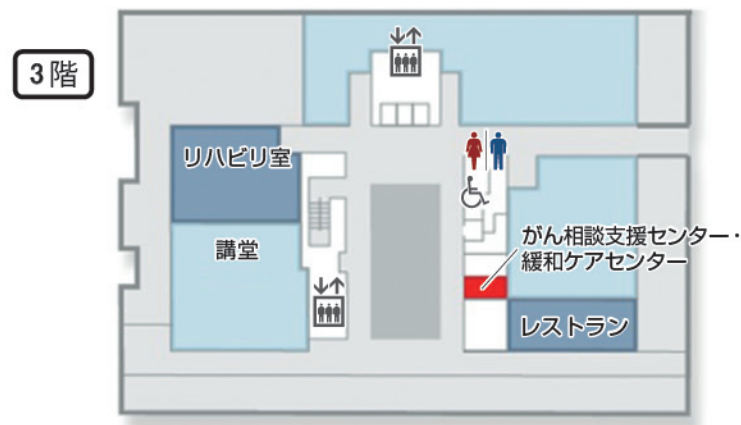 3階
リハビリ室
講堂
がん相談支援センター・
緩和ケアセンター
レストラン